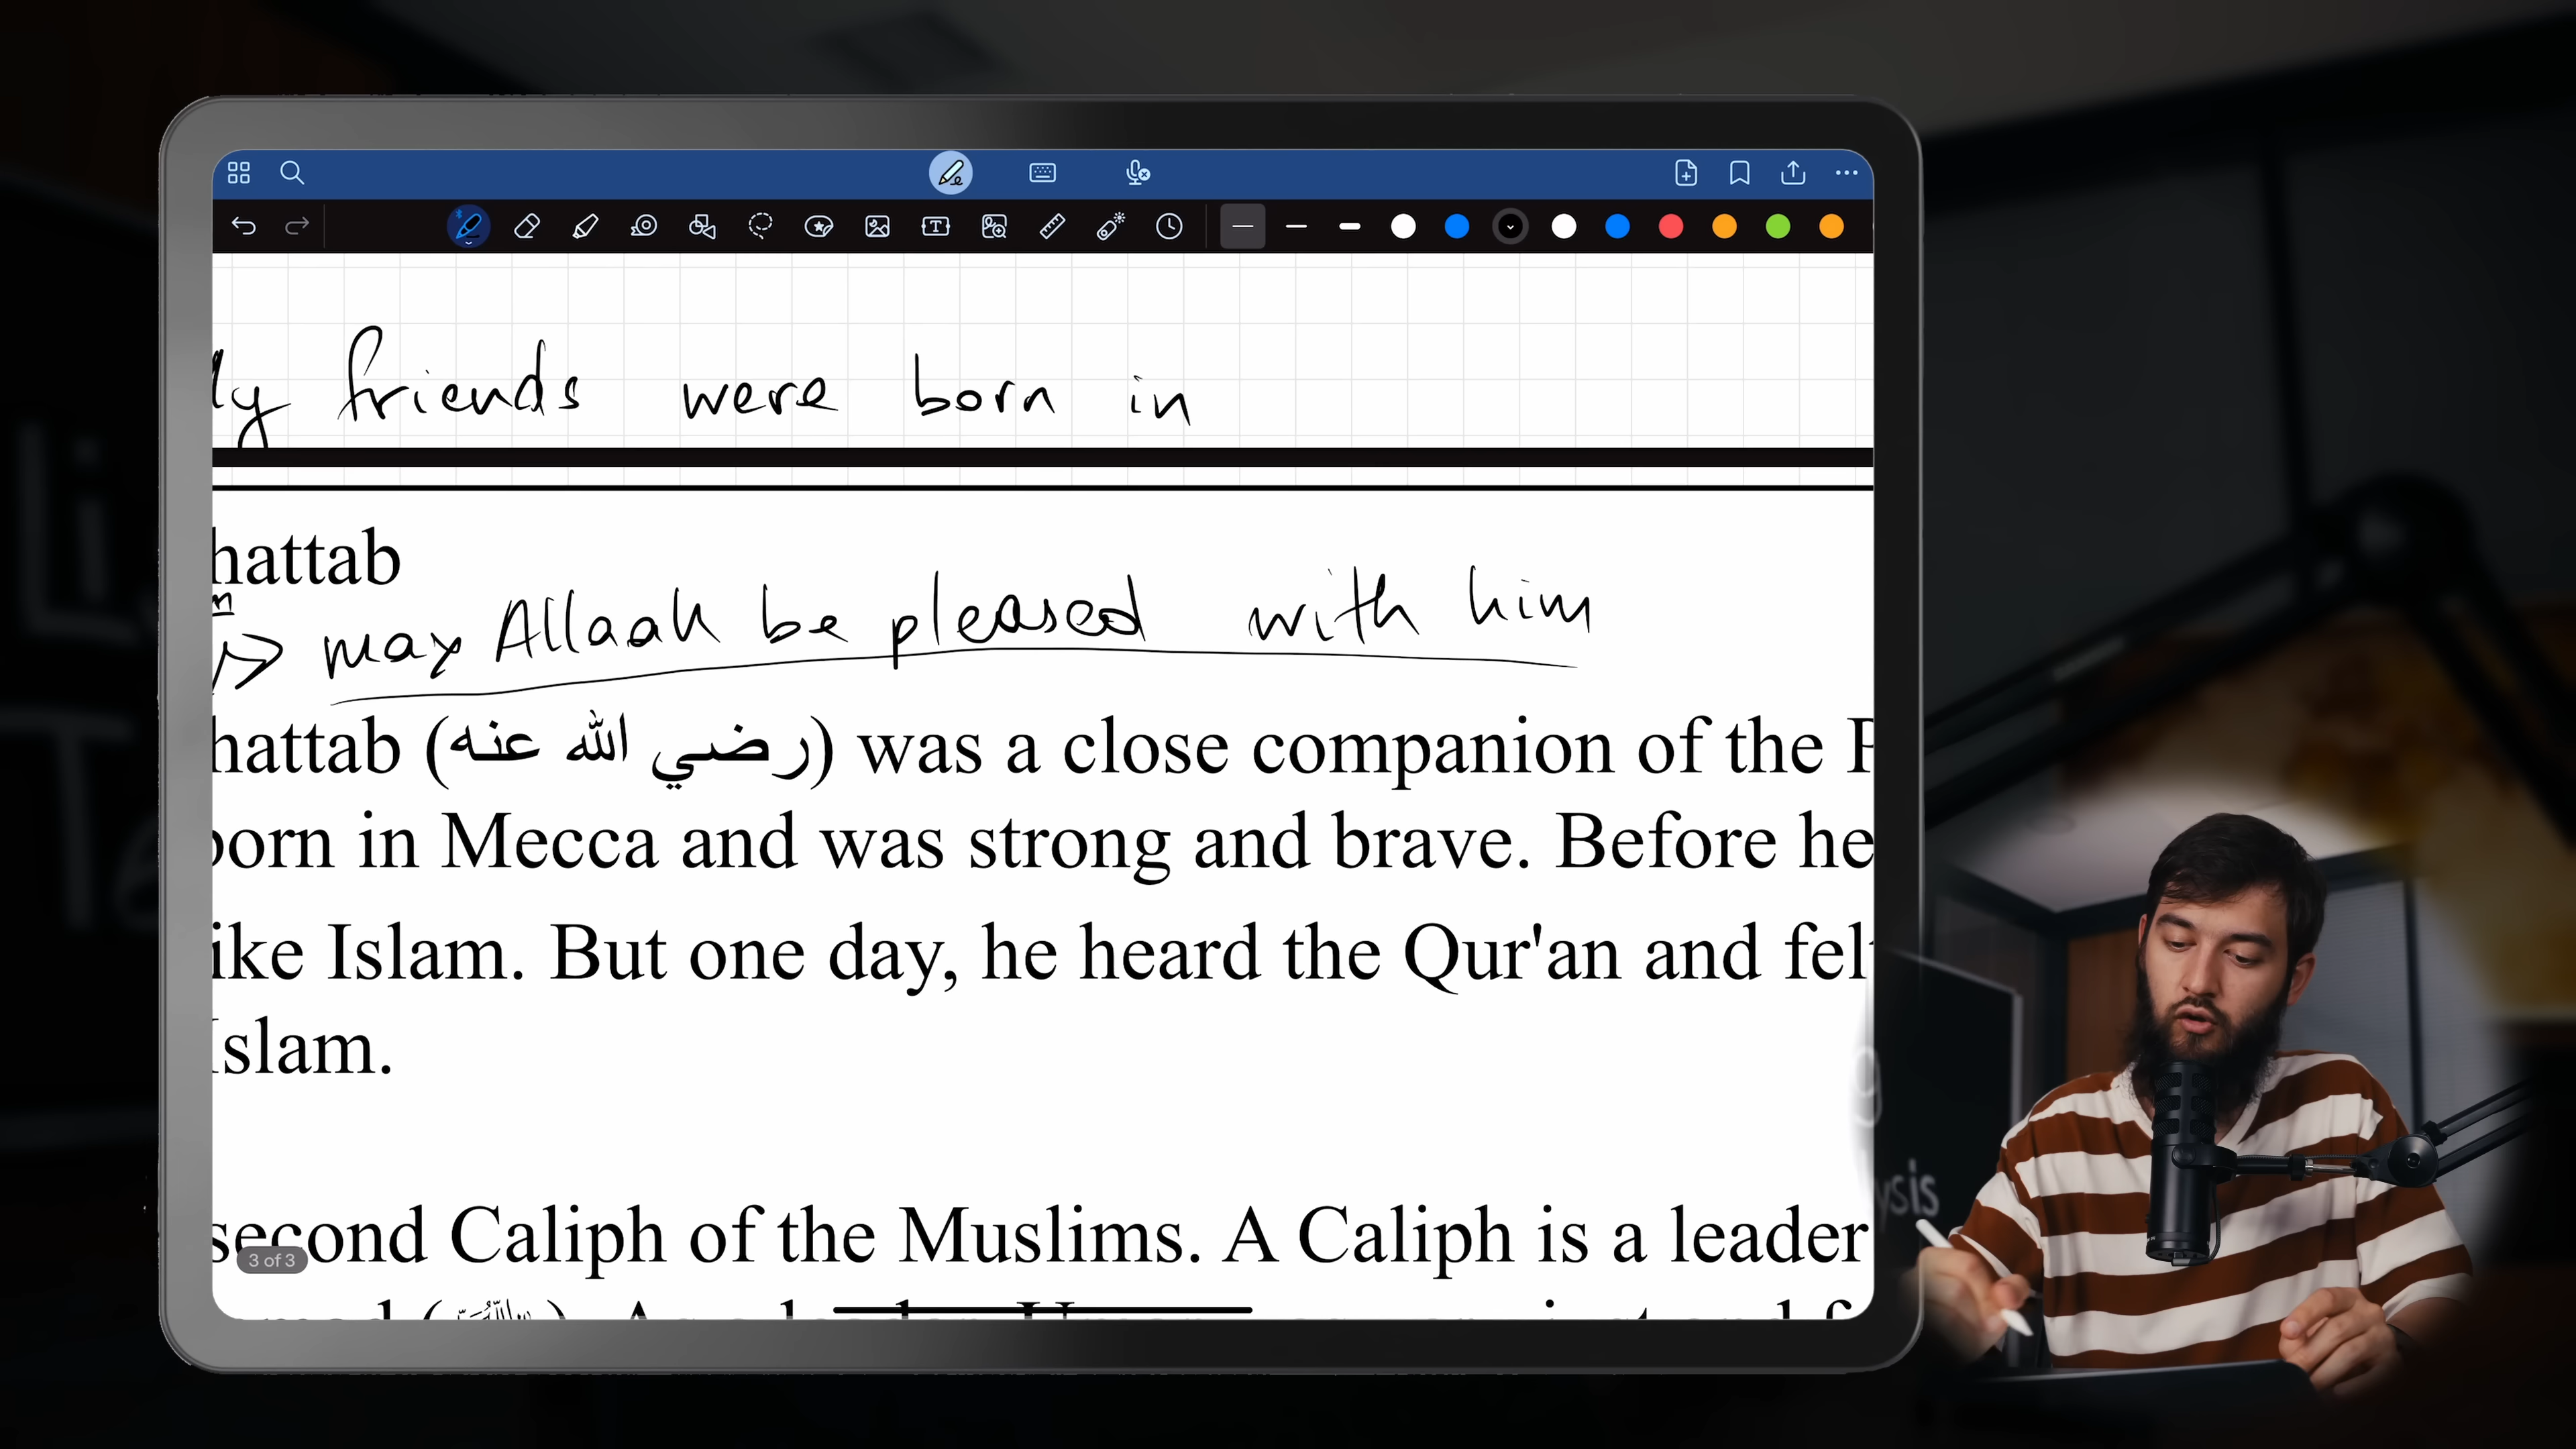 friends were born in
hattab
may Allaah be pleased with him
hattab (رضي الله عنه) was a close companion of the P
born in Mecca and was strong and brave. Before he
ike Islam. But one day, he heard the Qur'an and felt
Islam.
second Caliph of the Muslims. A Caliph is a leader
3 of 3
ysis